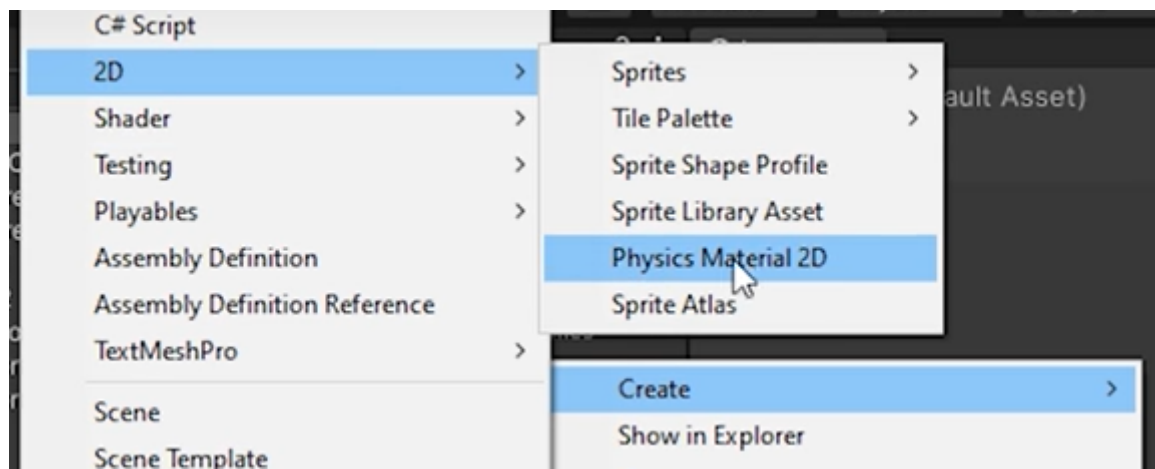 C# Script
2D
Shader
Testing
Playables
Assembly Definition
Assembly Definition Reference
TextMeshPro
Scene
Scene Template
Sprites
Tile Palette
Sprite Shape Profile
Sprite Library Asset
Physics Material 2D
Sprite Atlas
Create
Show in Explorer
ault Asset)